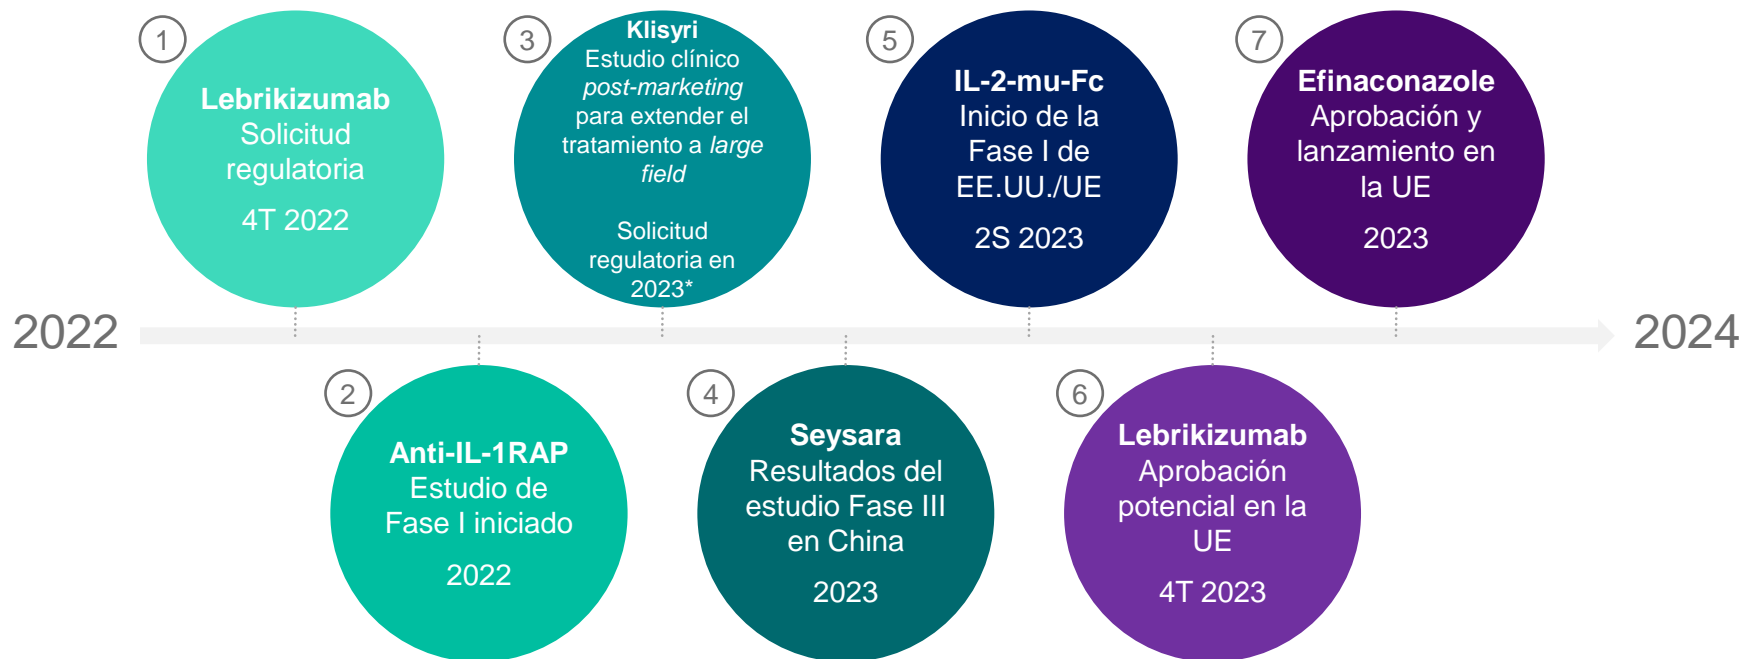 1
Lebrikizumab
Solicitud
regulatoria
4T 2022
3
Klisyri
Estudio clínico
post-marketing
para extender el
tratamiento a large
field
Solicitud
regulatoria en
2023*
5
IL-2-mu-Fc
Inicio de la
Fase I de
EE.UU./UE
2S 2023
7
Efinaconazole
Aprobación y
lanzamiento en
la UE
2023
2022
2024
2
Anti-IL-1RAP
Estudio de
Fase I iniciado
2022
4
Seysara
Resultados del
estudio Fase III
en China
2023
6
Lebrikizumab
Aprobación
potencial en la
UE
4T 2023